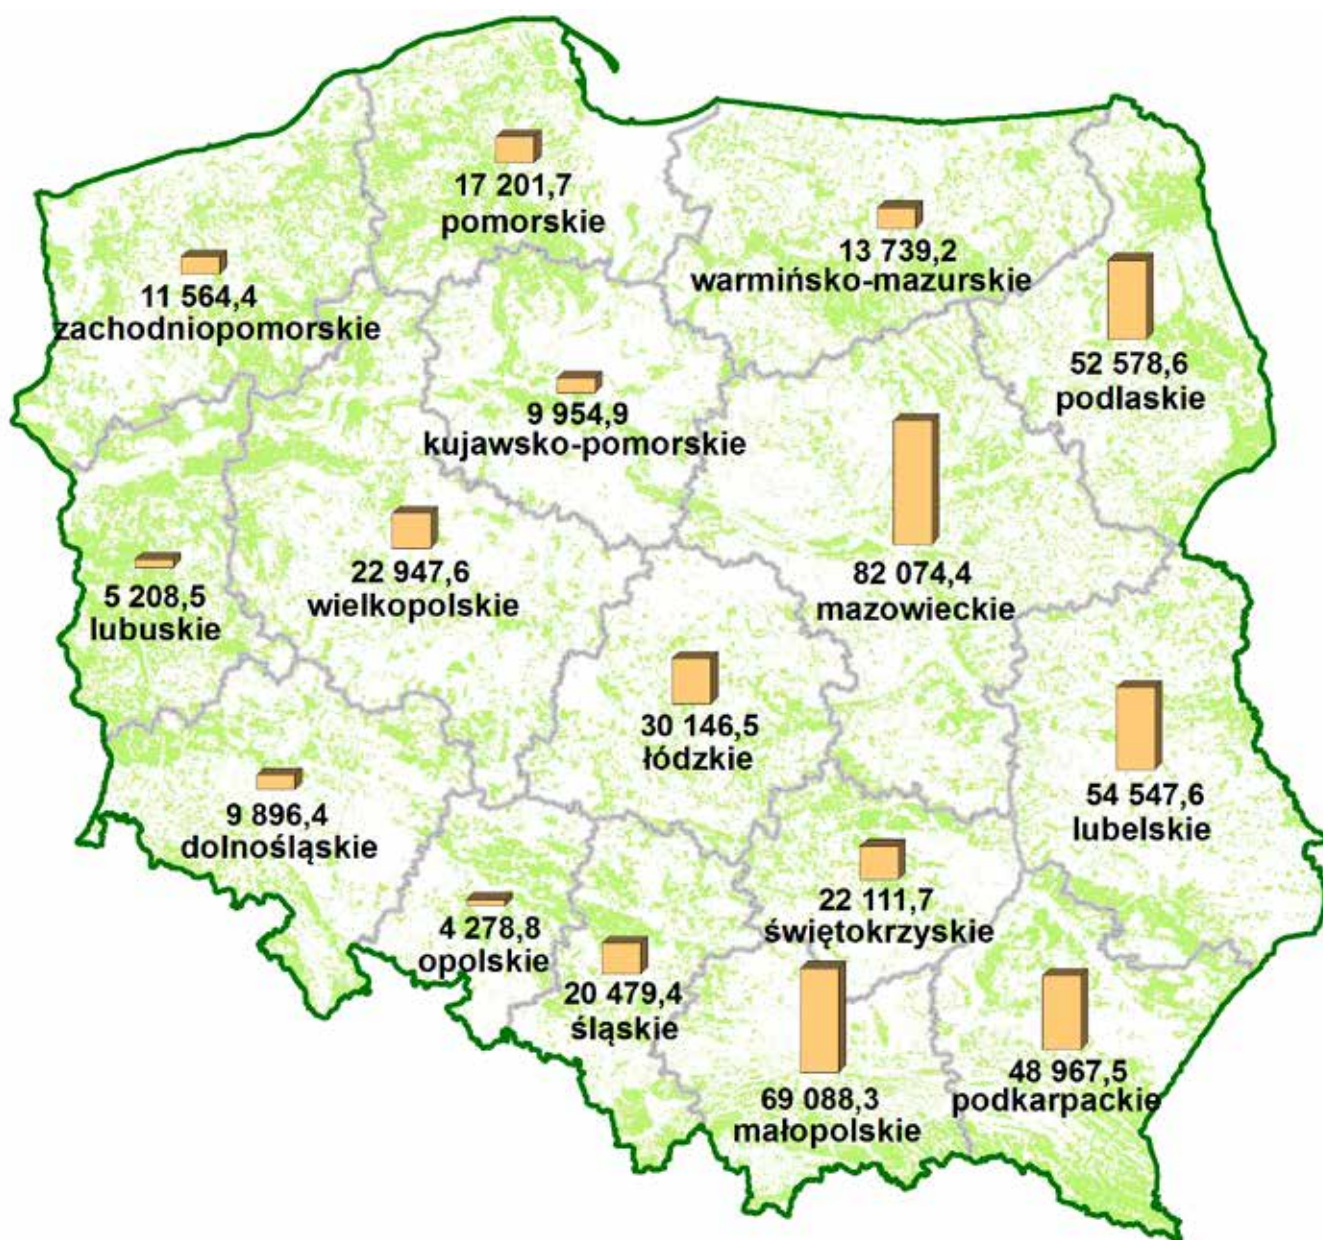 17 201,7
pomorskie
13 739,2
warmińsko-mazurskie
11 564,4
zachodniopomorskie
52 578,6
podlaskie
9 954,9
kujawsko-pomorskie
82 074,4
mazowieckie
22 947,6
wielkopolskie
5 208,5
lubuskie
30 146,5
łódzkie
54 547,6
lubelskie
9 896,4
dolnośląskie
22 111,7
świętokrzyskie
4 278,8
opolskie
20 479,4
śląskie
69 088,3
małopolskie
48 967,5
podkarpackie